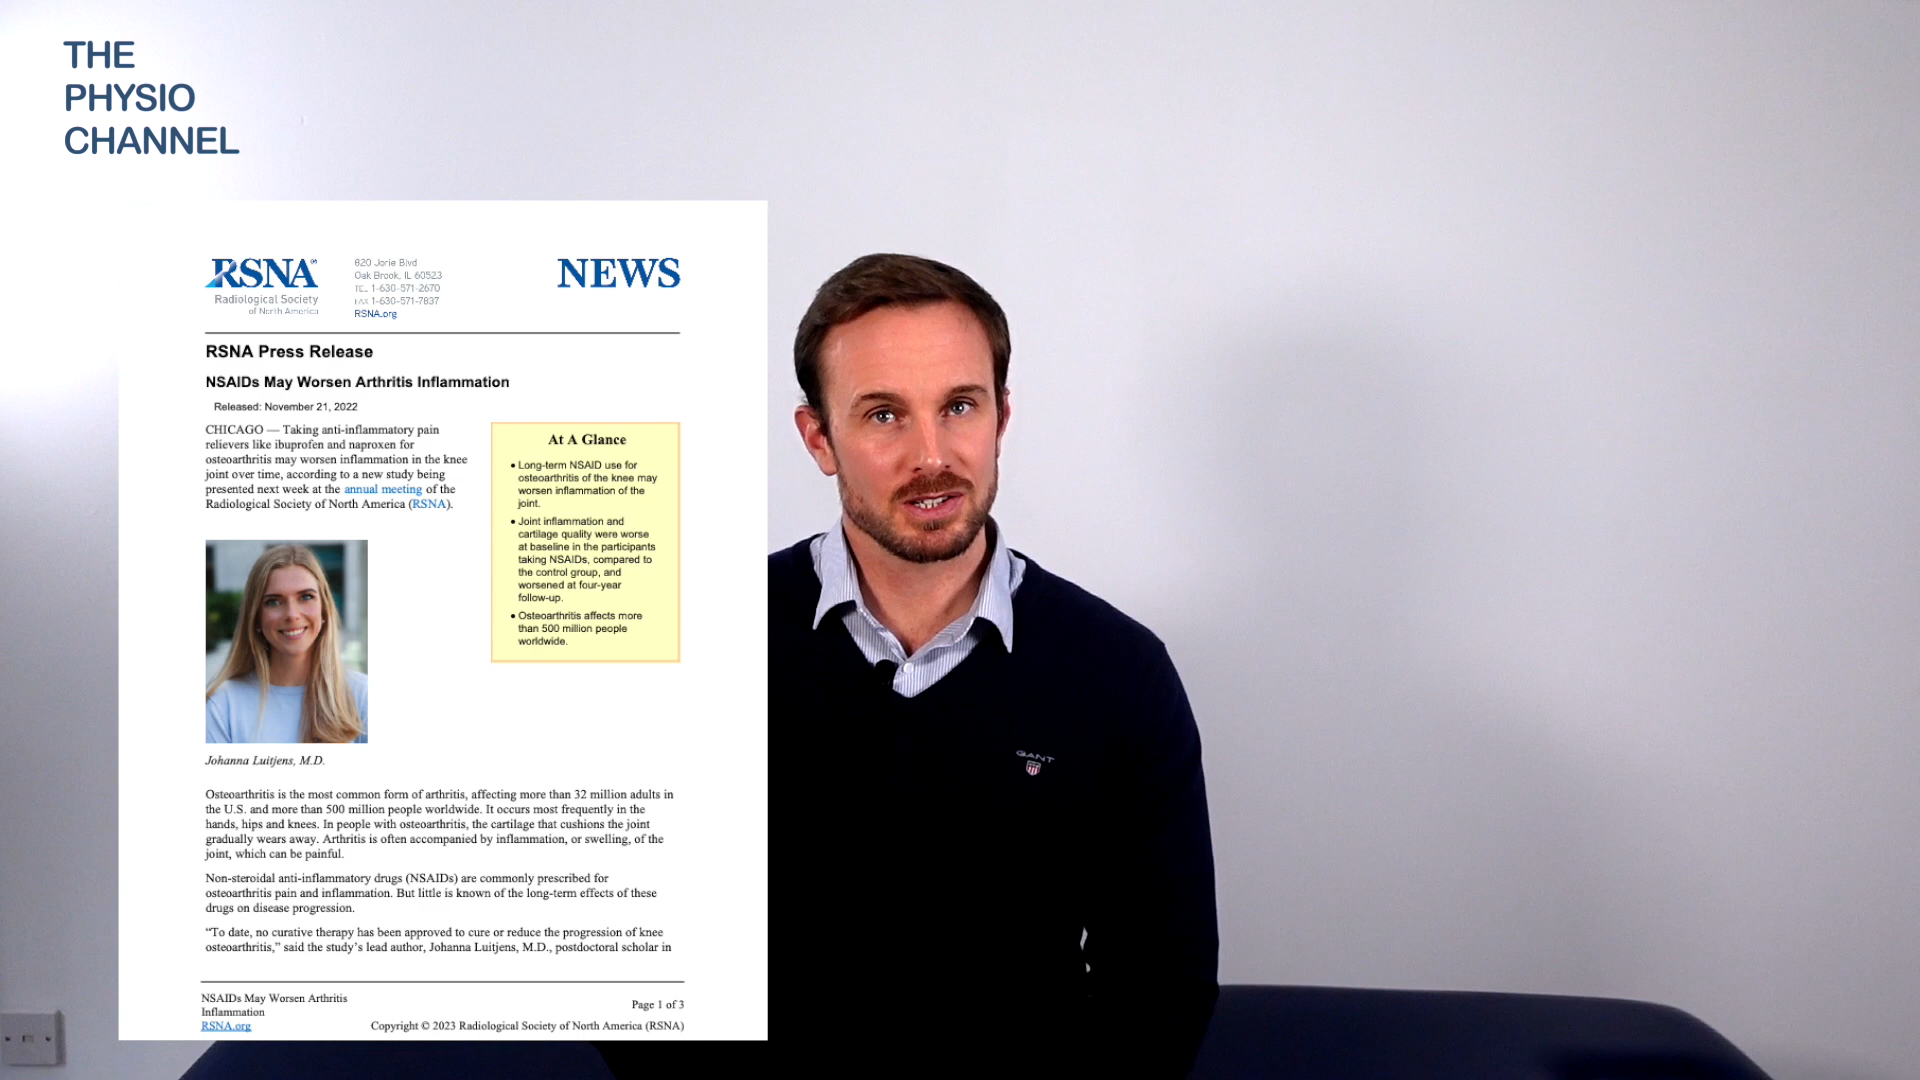 THE
PHYSIO
CHANNEL
RSNA®
Radiological Society
of North America
820 Jorie Blvd
Oak Brook, IL 60523
TEL 1-630-571-2670
FAX 1-630-571-7837
RSNA.org
NEWS
RSNA Press Release
NSAIDs May Worsen Arthritis Inflammation
Released: November 21, 2022
CHICAGO — Taking anti-inflammatory pain
relievers like ibuprofen and naproxen for
osteoarthritis may worsen inflammation in the knee
joint over time, according to a new study being
presented next week at the annual meeting of the
Radiological Society of North America (RSNA).
At A Glance
• Long-term NSAID use for
osteoarthritis of the knee may
worsen inflammation of the
joint.
• Joint inflammation and
cartilage quality were worse
at baseline in the participants
taking NSAIDs, compared to
the control group, and
worsened at four-year
follow-up.
• Osteoarthritis affects more
than 500 million people
worldwide.
Johanna Luitjens, M.D.
Osteoarthritis is the most common form of arthritis, affecting more than 32 million adults in
the U.S. and more than 500 million people worldwide. It occurs most frequently in the
hands, hips and knees. In people with osteoarthritis, the cartilage that cushions the joint
gradually wears away. Arthritis is often accompanied by inflammation, or swelling, of the
joint, which can be painful.
Non-steroidal anti-inflammatory drugs (NSAIDs) are commonly prescribed for
osteoarthritis pain and inflammation. But little is known of the long-term effects of these
drugs on disease progression.
“To date, no curative therapy has been approved to cure or reduce the progression of knee
osteoarthritis,” said the study’s lead author, Johanna Luitjens, M.D., postdoctoral scholar in
NSAIDs May Worsen Arthritis
Inflammation
RSNA.org
Page 1 of 3
Copyright © 2023 Radiological Society of North America (RSNA)
GANT